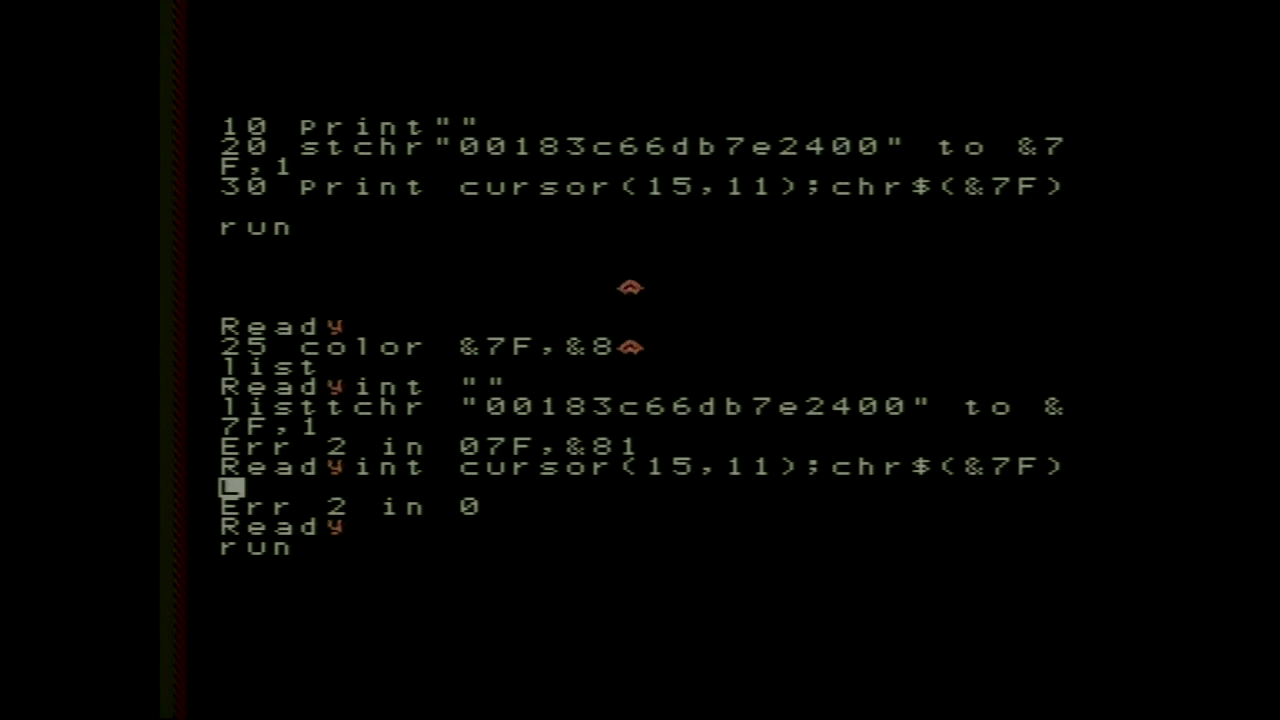 10 Print""
20 stchr"00183c66db7e2400" to &7
F,1
30 Print cursor(15,11);chr$(&7F)
run
Ready
25 color &7F,&8
list
Readyint ""
listtchr "00183c66db7e2400" to &
7F,1
Err 2 in 07F,&81
Readyint cursor(15,11);chr$(&7F)
L
Err 2 in 0
Ready
run